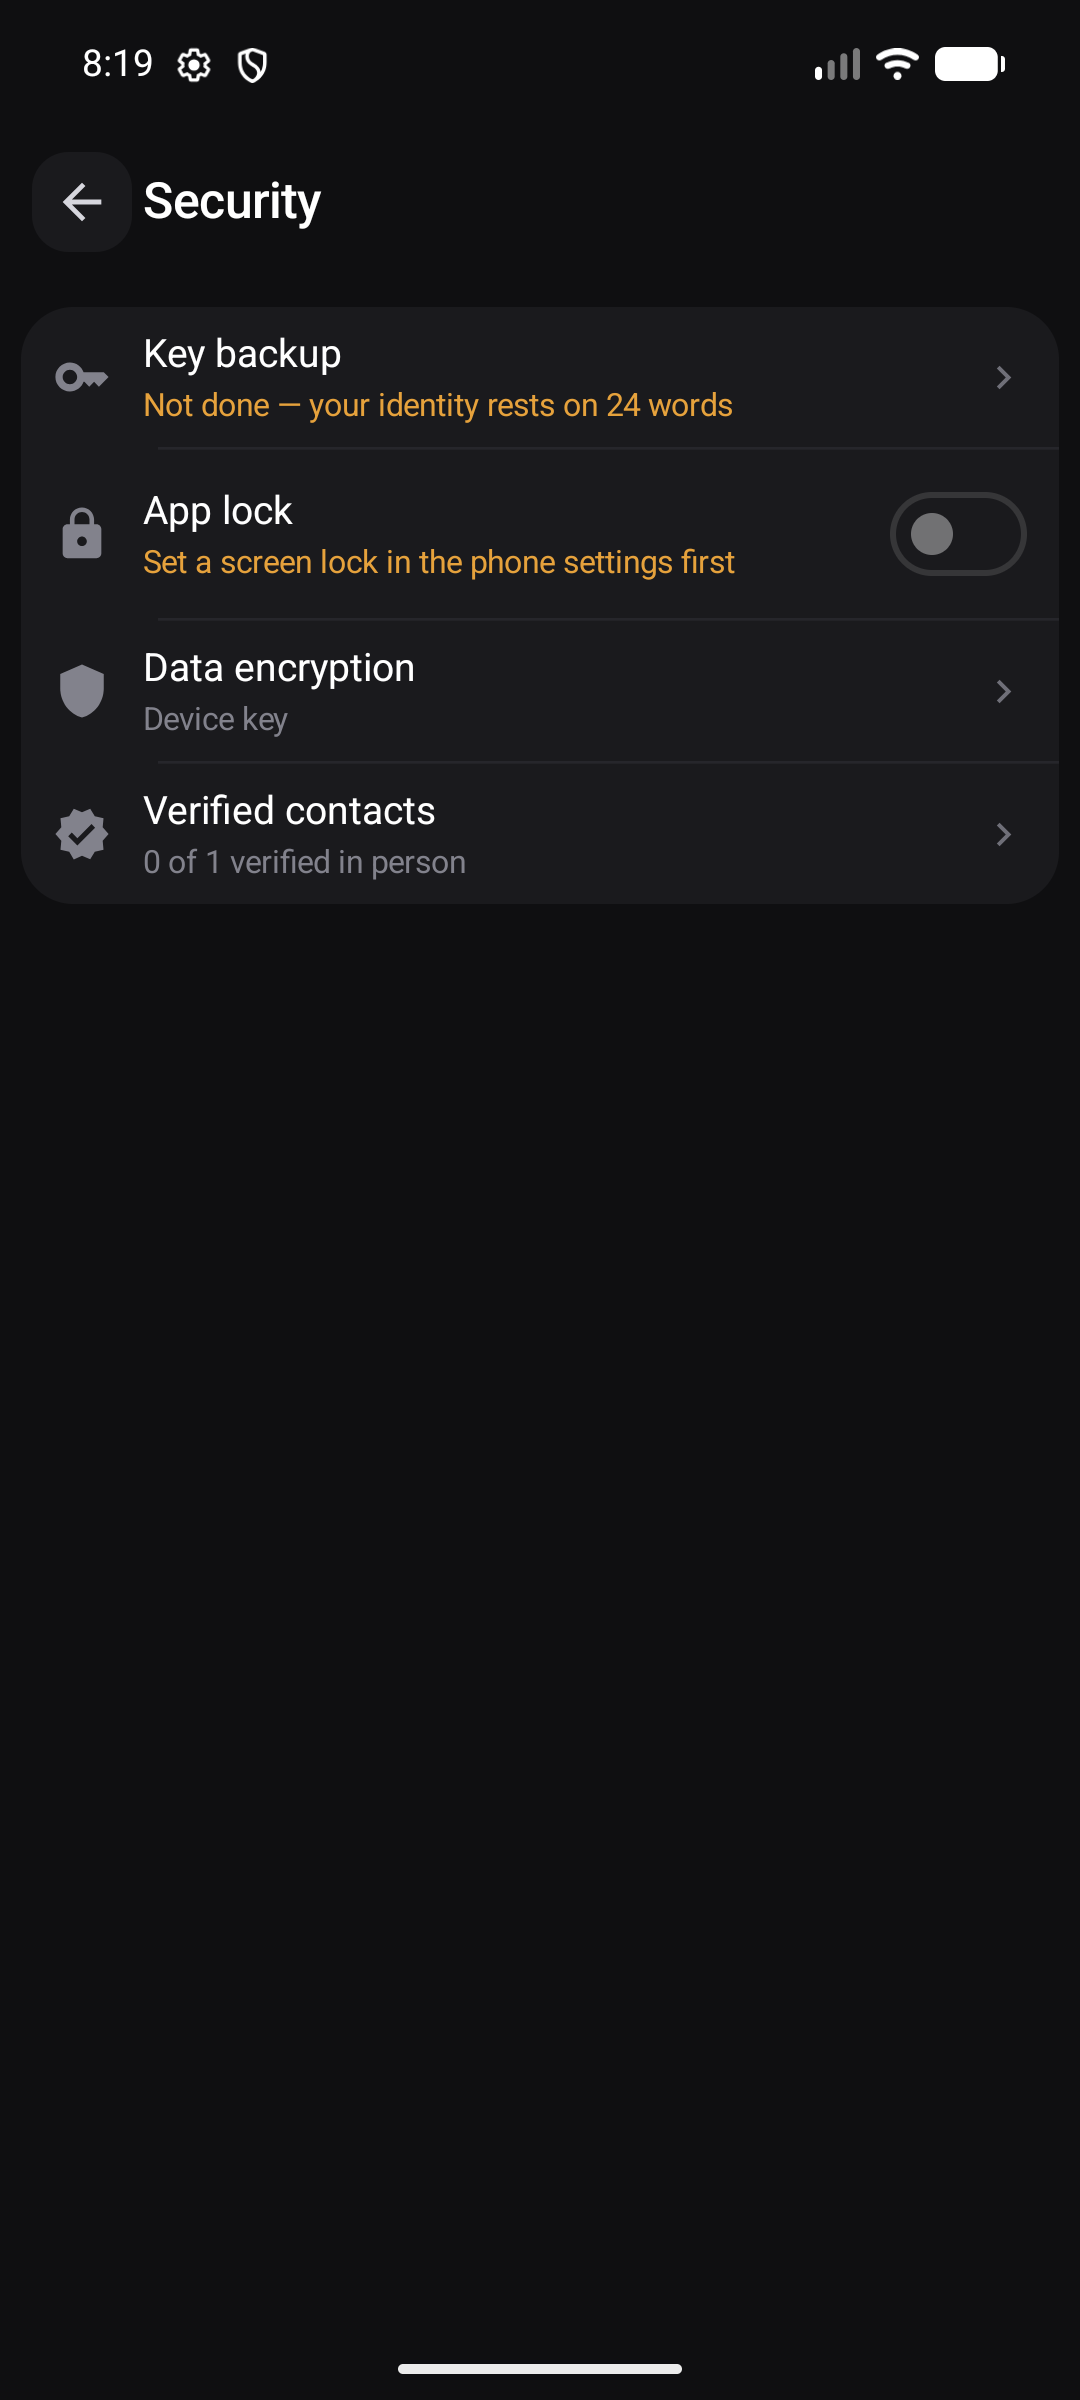 8:19
Security
Key backup
Not done — your identity rests on 24 words
App lock
Set a screen lock in the phone settings first
Data encryption
Device key
Verified contacts
0 of 1 verified in person